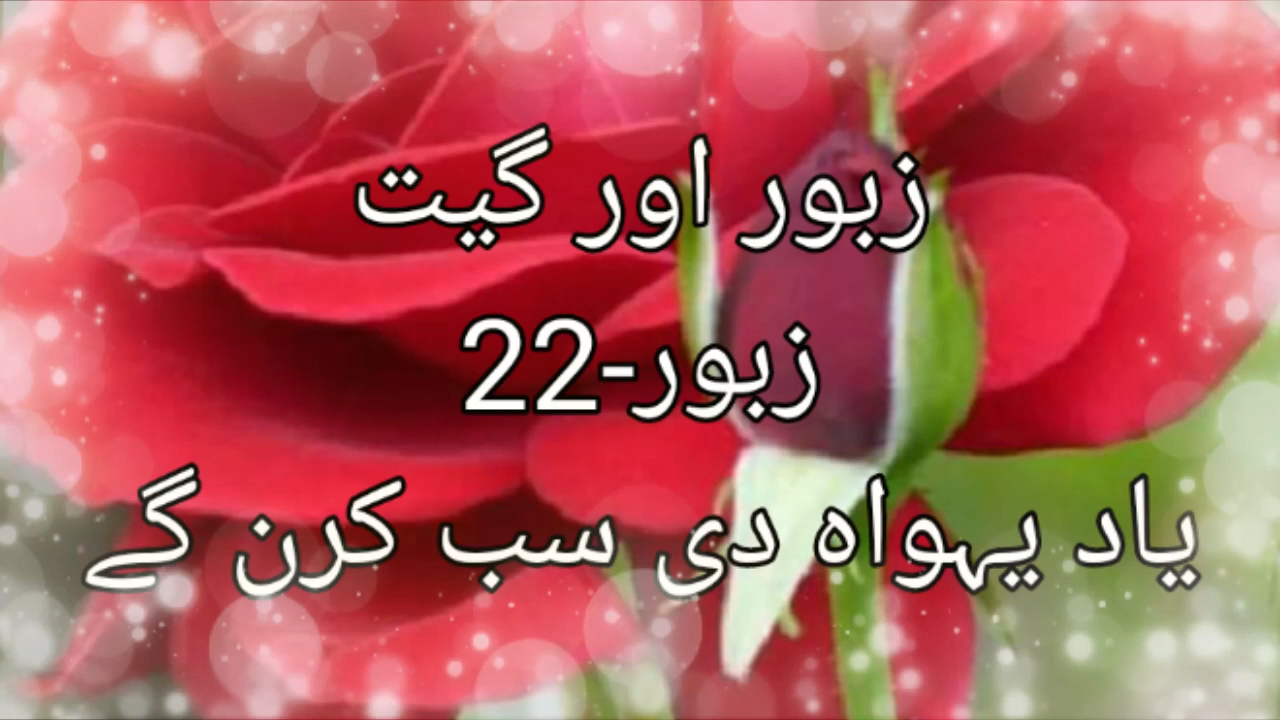 زبور اور گیت
زبور-22
یاد یہواہ دی سب کرن گے